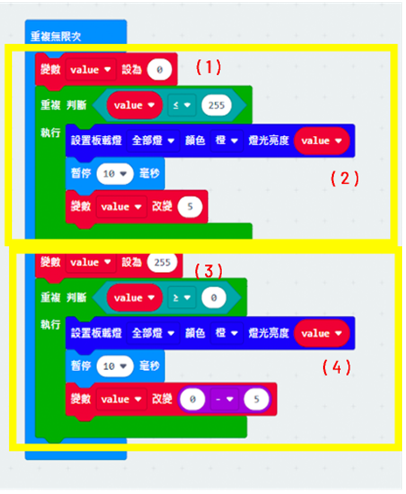 重複無限次
變數 value 設為 0 (1)
重複 判斷 value ≤ 255
執行
設置板載燈 全部燈 顏色 橙 燈光亮度 value
暫停 10 毫秒 (2)
變數 value 改變 5
變數 value 設為 255 (3)
重複 判斷 value ≥ 0
執行
設置板載燈 全部燈 顏色 橙 燈光亮度 value
暫停 10 毫秒 (4)
變數 value 改變 0 - 5